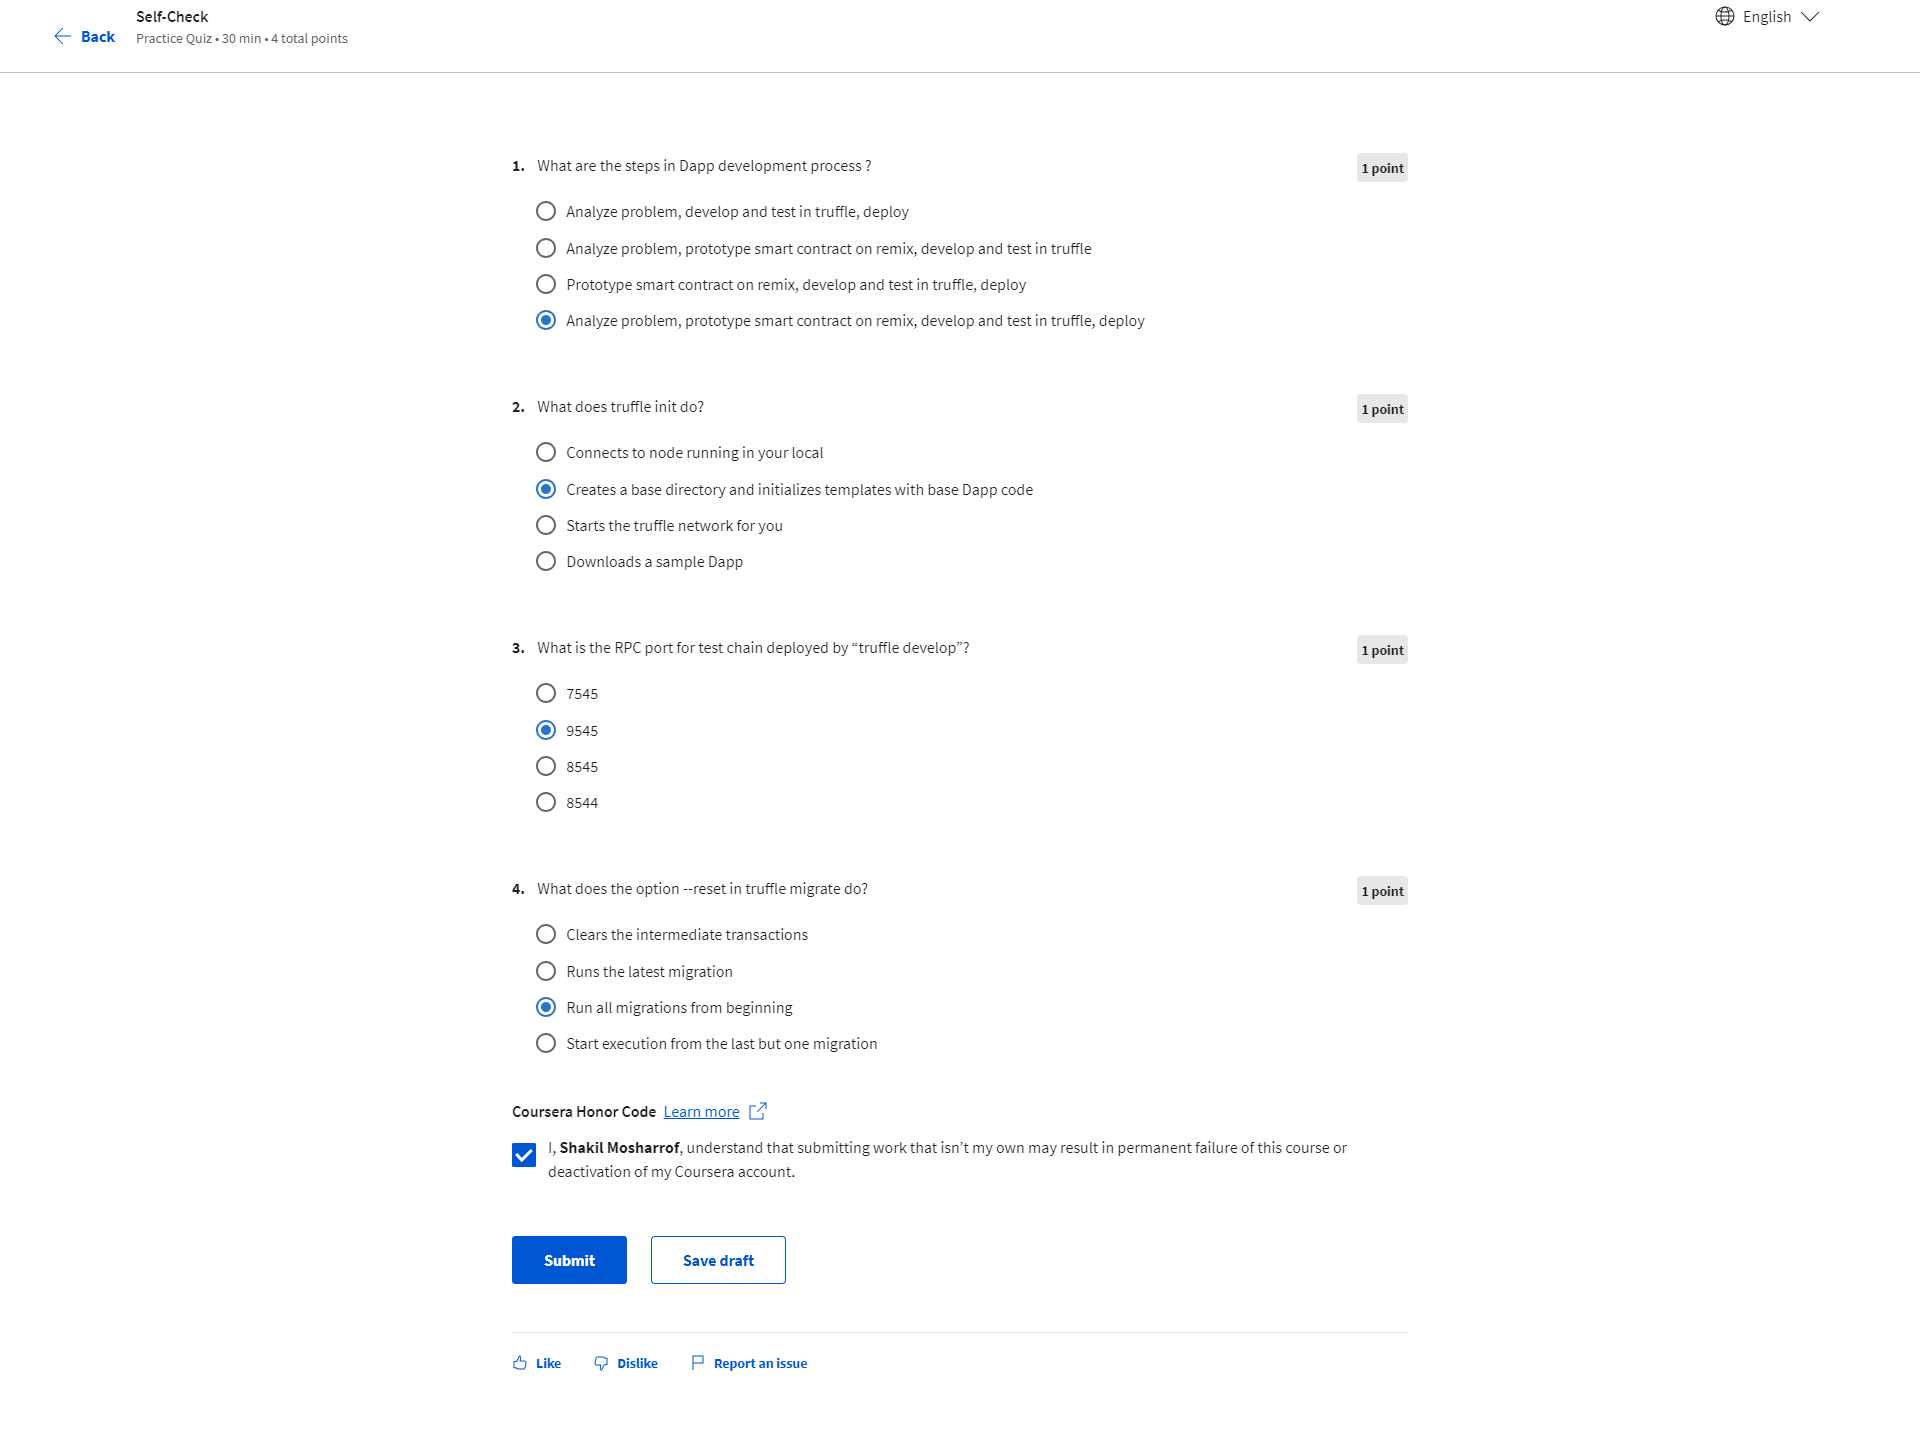 Back
Self-Check
Practice Quiz • 30 min • 4 total points
English
1. What are the steps in Dapp development process ?
1 point
Analyze problem, develop and test in truffle, deploy
Analyze problem, prototype smart contract on remix, develop and test in truffle
Prototype smart contract on remix, develop and test in truffle, deploy
Analyze problem, prototype smart contract on remix, develop and test in truffle, deploy
2. What does truffle init do?
1 point
Connects to node running in your local
Creates a base directory and initializes templates with base Dapp code
Starts the truffle network for you
Downloads a sample Dapp
3. What is the RPC port for test chain deployed by “truffle develop”?
1 point
7545
9545
8545
8544
4. What does the option --reset in truffle migrate do?
1 point
Clears the intermediate transactions
Runs the latest migration
Run all migrations from beginning
Start execution from the last but one migration
Coursera Honor Code Learn more
I, Shakil Mosharrof, understand that submitting work that isn’t my own may result in permanent failure of this course or
deactivation of my Coursera account.
Submit
Save draft
Like
Dislike
Report an issue